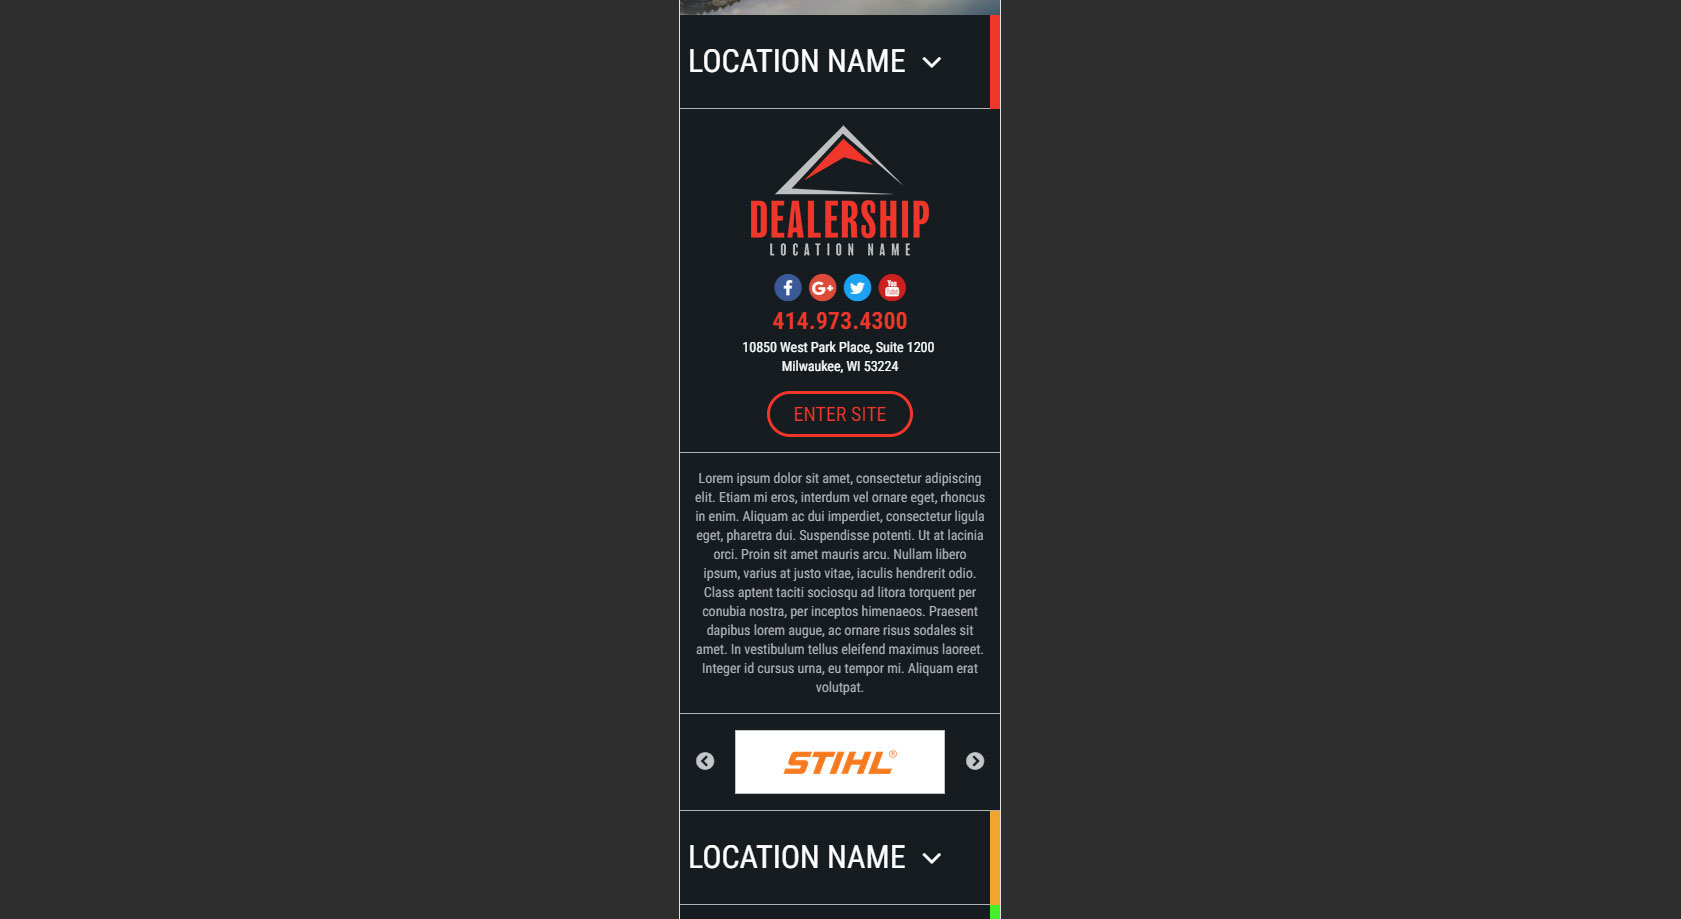 LOCATION NAME
DEALERSHIP
LOCATION NAME
f G+ You Tube
414.973.4300
10850 West Park Place, Suite 1200
Milwaukee, WI 53224
ENTER SITE
Lorem ipsum dolor sit amet, consectetur adipiscing
elit. Etiam mi eros, interdum vel ornare eget, rhoncus
in enim. Aliquam ac dui imperdiet, consectetur ligula
eget, pharetra dui. Suspendisse potenti. Ut at lacinia
orci. Proin sit amet mauris arcu. Nullam libero
ipsum, varius at justo vitae, iaculis hendrerit odio.
Class aptent taciti sociosqu ad litora torquent per
conubia nostra, per inceptos himenaeos. Praesent
dapibus lorem augue, ac ornare risus sodales sit
amet. In vestibulum tellus eleifend maximus laoreet.
Integer id cursus urna, eu tempor mi. Aliquam erat
volutpat.
STIHL®
LOCATION NAME